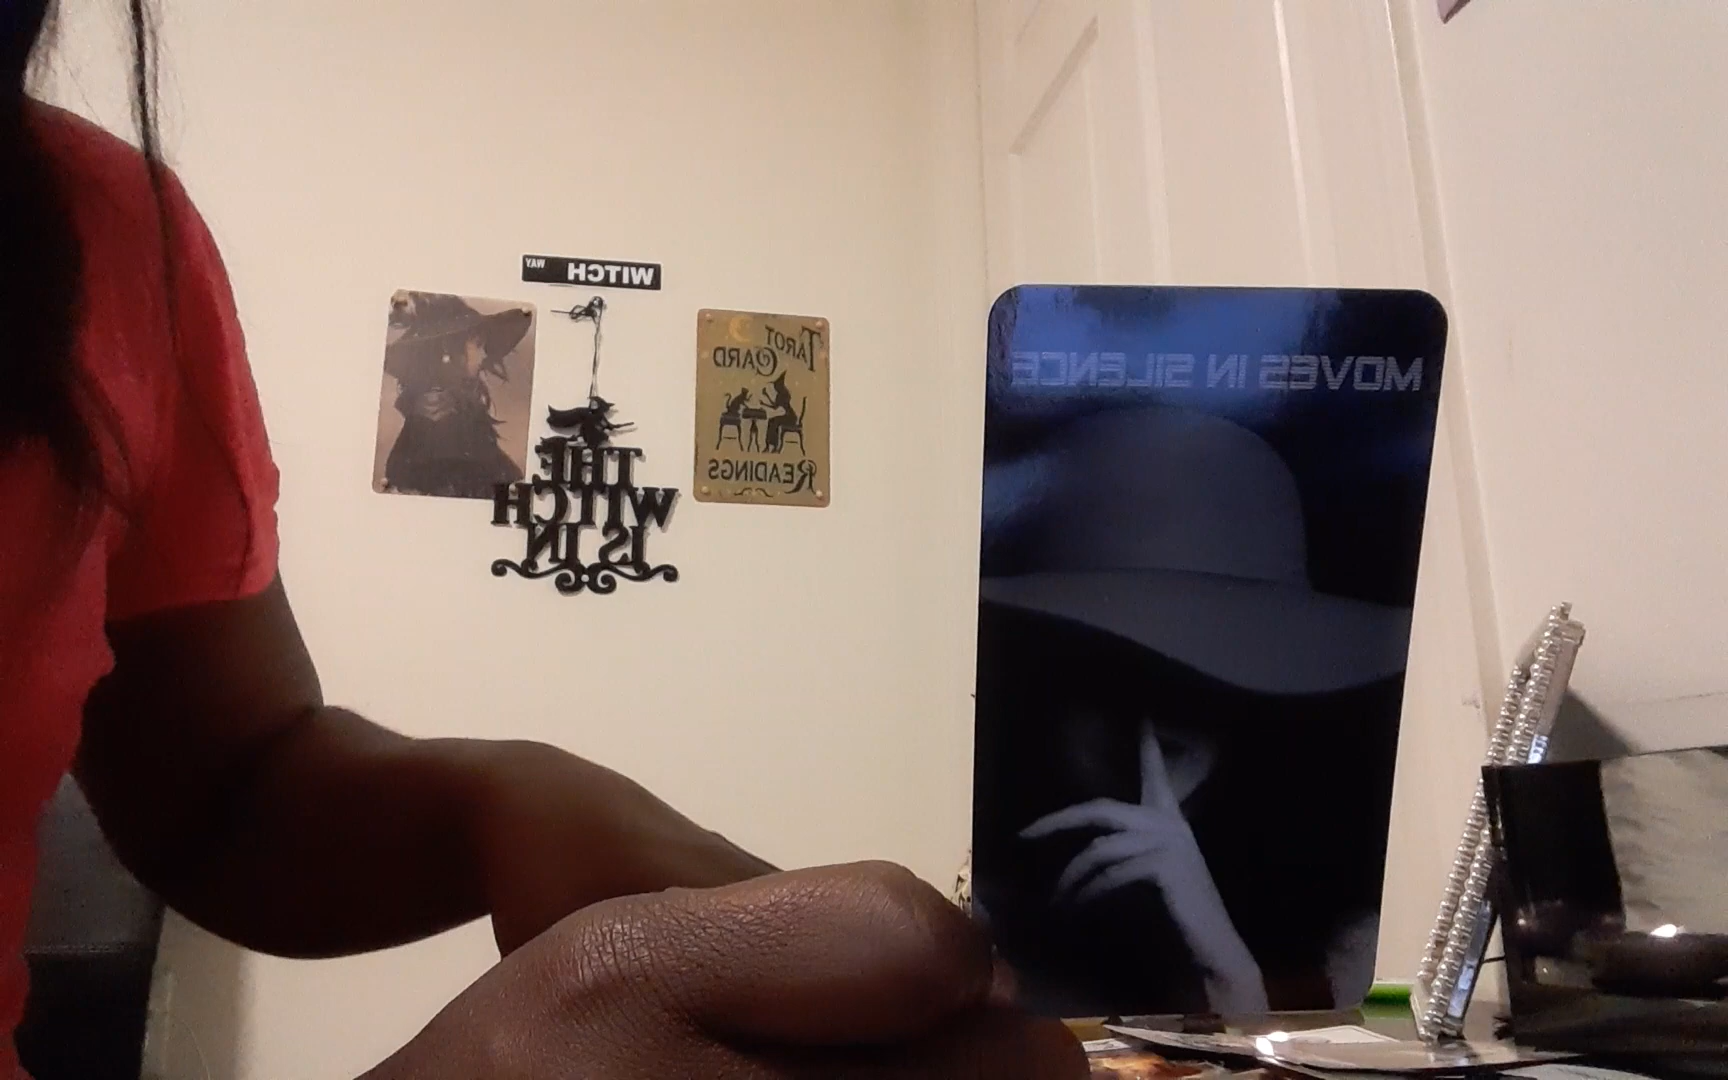 WITCH WAY
THE
WITCH
IS IN
TAROT
CARD
READINGS
MOVES IN SILENCE